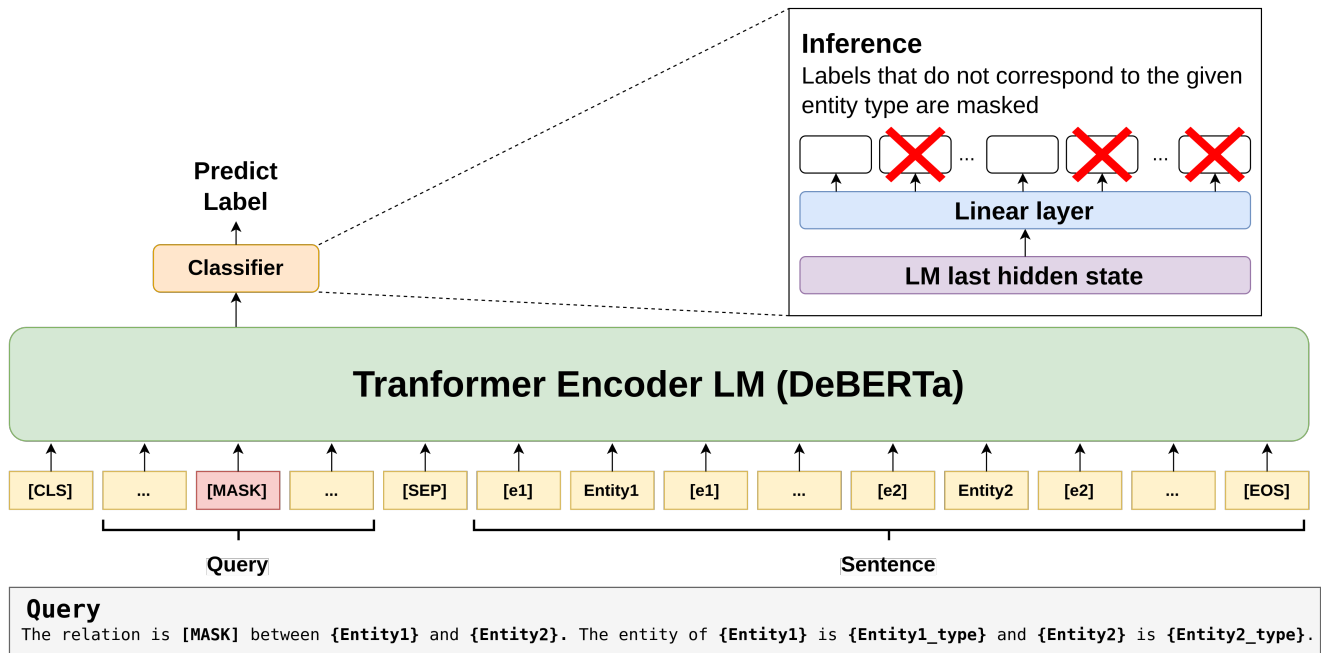 Inference
Labels that do not correspond to the given
entity type are masked
... ...
Linear layer
LM last hidden state
Predict
Label
Classifier
Tranformer Encoder LM (DeBERTa)
[CLS] ... [MASK] ... [SEP] [e1] Entity1 [e1] ... [e2] Entity2 [e2] ... [EOS]
Query Sentence
Query
The relation is [MASK] between {Entity1} and {Entity2}. The entity of {Entity1} is {Entity1_type} and {Entity2} is {Entity2_type}.